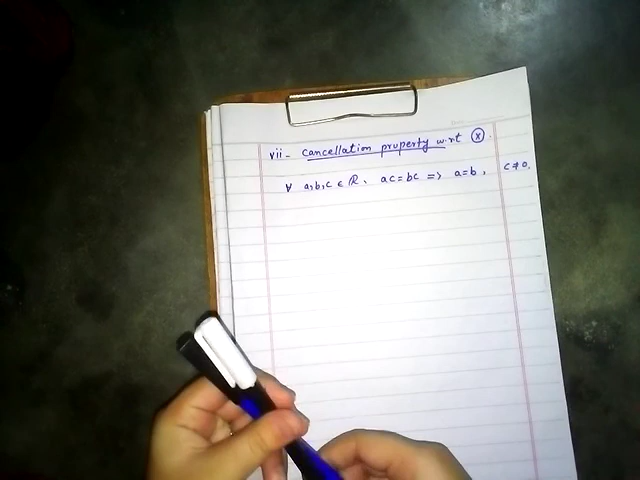 vii- Cancellation property w.r.t ⓧ.
∀ a,b,c ∈ R, ac=bc => a=b, c≠0.